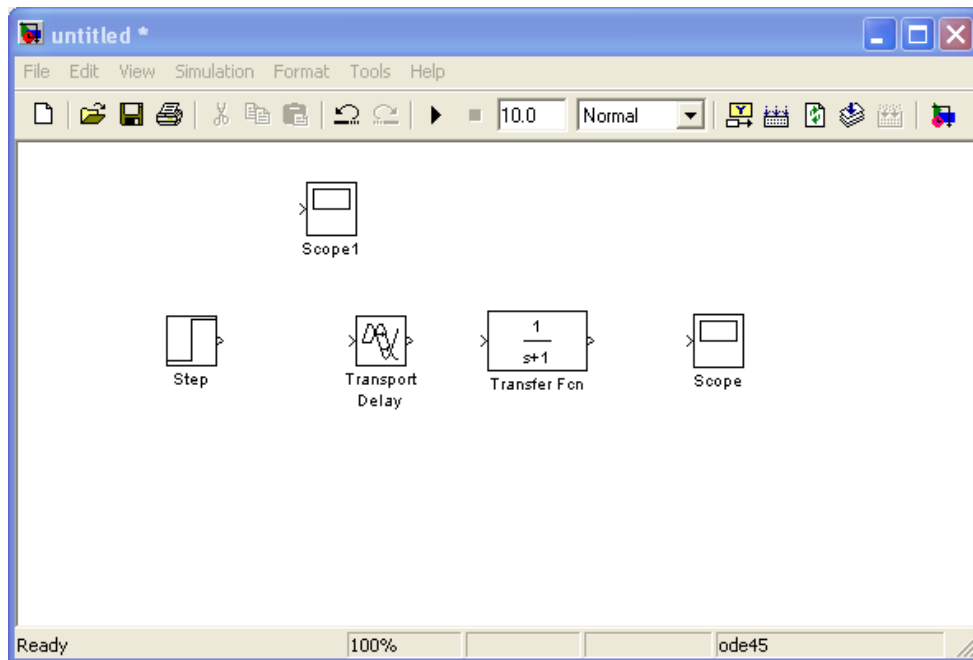 untitled *
File Edit View Simulation Format Tools Help
10.0 Normal
Scope1
1
s+1
Step
Transport
Delay
Transfer Fcn
Scope
Ready 100% ode45